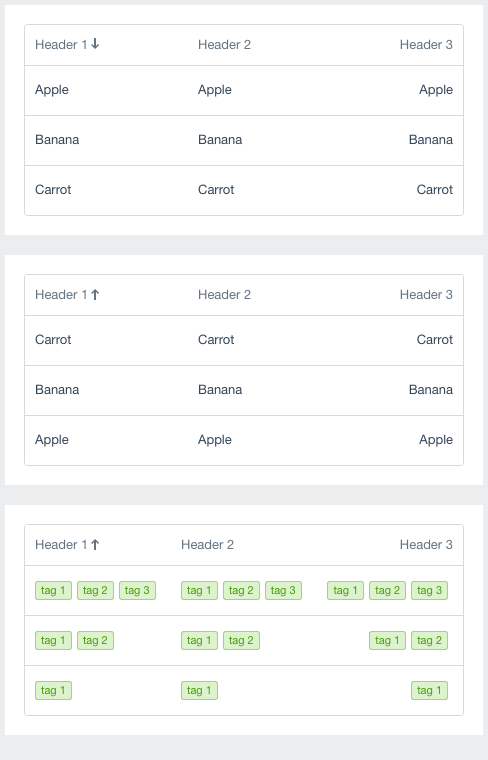 Header 1 ↓ Header 2 Header 3
Apple Apple Apple
Banana Banana Banana
Carrot Carrot Carrot
Header 1 ↑ Header 2 Header 3
Carrot Carrot Carrot
Banana Banana Banana
Apple Apple Apple
Header 1 ↑ Header 2 Header 3
tag 1 tag 2 tag 3 tag 1 tag 2 tag 3 tag 1 tag 2 tag 3
tag 1 tag 2 tag 1 tag 2 tag 1 tag 2
tag 1 tag 1 tag 1